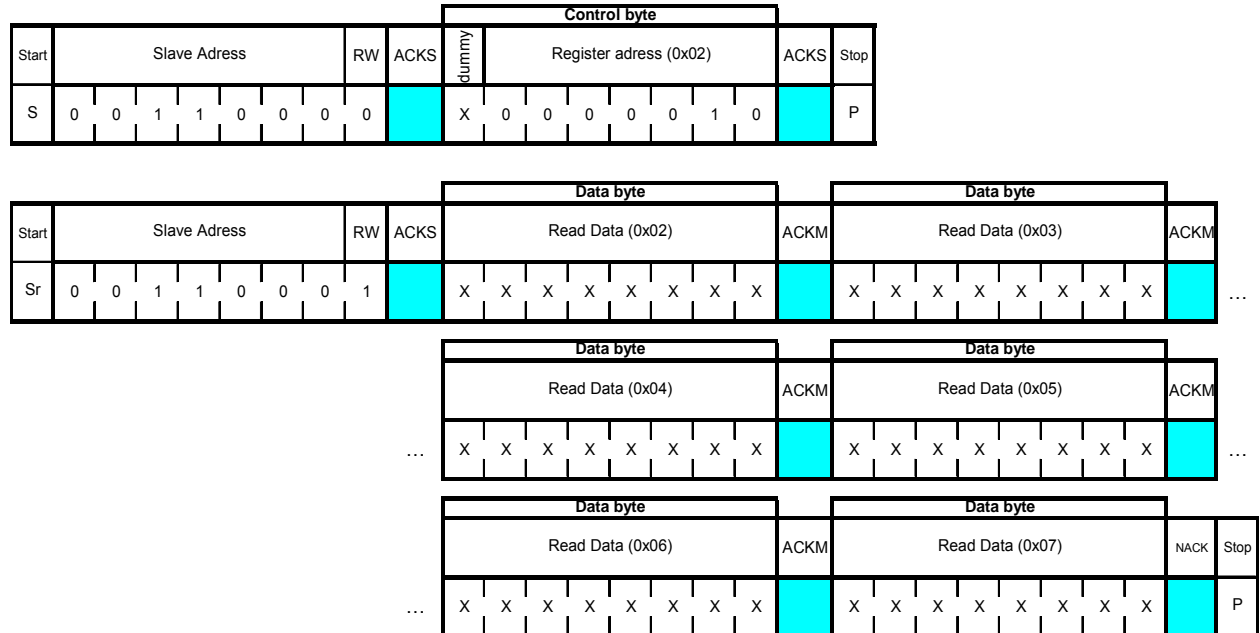 Control byte
Start Slave Adress RW ACKS dummy Register adress (0x02) ACKS Stop
S 0 0 1 1 0 0 0 0 X 0 0 0 0 0 1 0 P
Data byte Data byte
Start Slave Adress RW ACKS Read Data (0x02) ACKM Read Data (0x03) ACKM
Sr 0 0 1 1 0 0 0 1 X X X X X X X X X X X X X X X X …
Data byte Data byte
Read Data (0x04) ACKM Read Data (0x05) ACKM
… X X X X X X X X X X X X X X X X …
Data byte Data byte
Read Data (0x06) ACKM Read Data (0x07) NACK Stop
… X X X X X X X X X X X X X X X X P